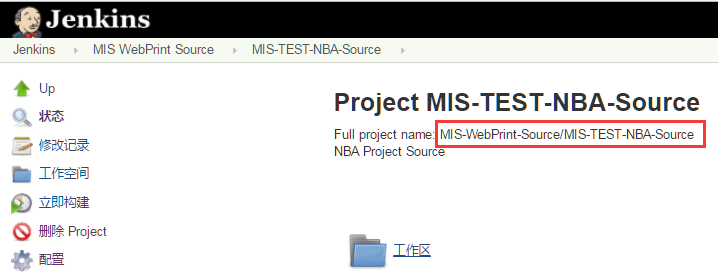 Jenkins
Jenkins MIS WebPrint Source MIS-TEST-NBA-Source
Up
状态
修改记录
工作空间
立即构建
删除 Project
配置
Project MIS-TEST-NBA-Source
Full project name: MIS-WebPrint-Source/MIS-TEST-NBA-Source
NBA Project Source
工作区